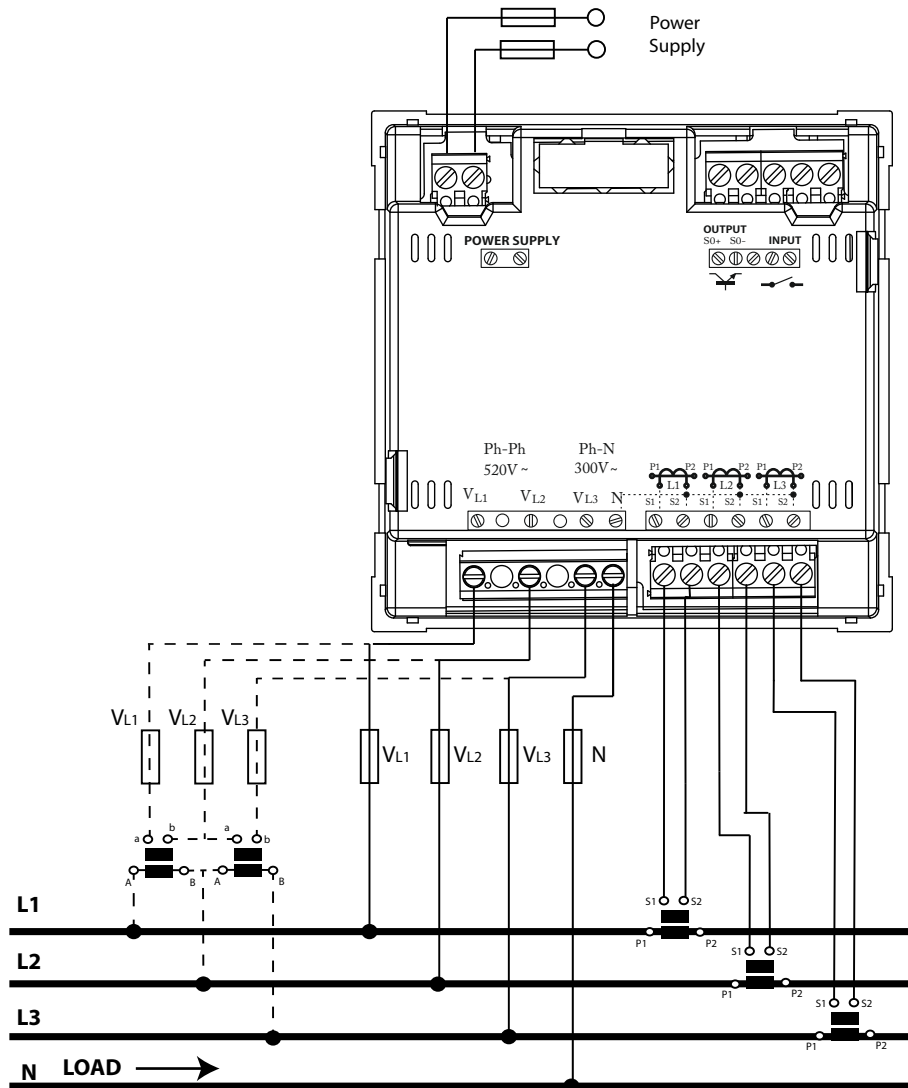 Power
Supply
POWER SUPPLY
OUTPUT
S0+ S0- INPUT
Ph-Ph
520V ~
Ph-N
300V ~
P1 P2 P1 P2 P1 P2
L1 L2 L3
VL1 VL2 VL3 N
S1 S2 S1 S2 S1 S2
VL1 VL2 VL3
VL1 VL2 VL3 N
a b a b
A B A B
L1
S1 S2
P1 P2
L2
S1 S2
P1 P2
L3
S1 S2
P1 P2
N LOAD